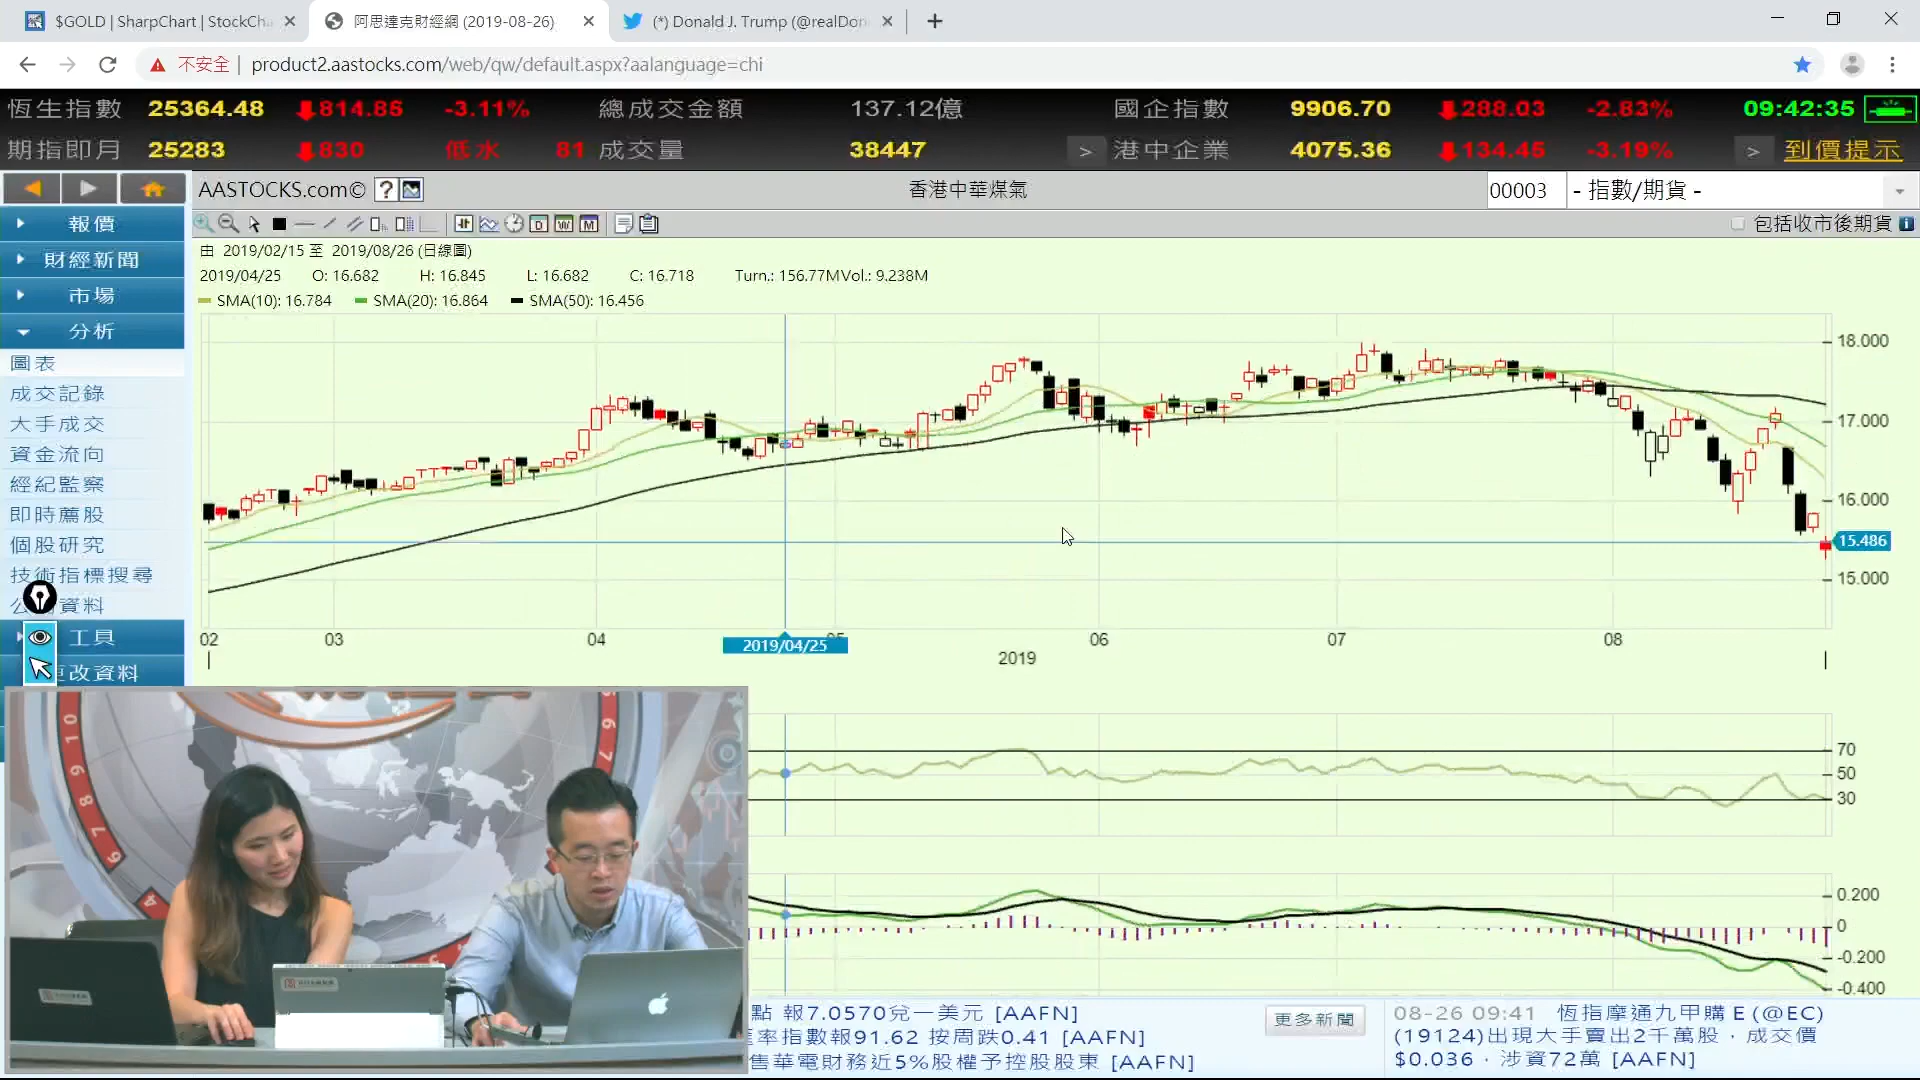 $GOLD | SharpChart | StockCha
阿思達克財經網 (2019-08-26)
(*) Donald J. Trump (@realDon
不安全
product2.aastocks.com/web/qw/default.aspx?aalanguage=chi
恆生指數 25364.48 814.85 -3.11% 總成交金額 137.12億 國企指數 9906.70 288.03 -2.83% 09:42:35
期指即月 25283 830 低水 81 成交量 38447 > 港中企業 4075.36 134.45 -3.19% > 到價提示
AASTOCKS.com© ? 香港中華煤氣 00003 - 指數/期貨 -
報價
D W M 包括收市後期貨 i
財經新聞
市場
分析
圖表
成交記錄
大手成交
資金流向
經紀監察
即時薦股
個股研究
技術指標搜尋
資料
工具
更改資料
由 2019/02/15 至 2019/08/26 (日線圖)
2019/04/25 O: 16.682 H: 16.845 L: 16.682 C: 16.718 Turn.: 156.77MVol.: 9.238M
SMA(10): 16.784 SMA(20): 16.864 SMA(50): 16.456
18.000
17.000
16.000
15.486
15.000
02 03 04 05 06 07 08
2019/04/25
2019
70
50
30
0.200
0
-0.200
-0.400
點 報7.0570兌一美元 [AAFN]
率指數報91.62 按周跌0.41 [AAFN]
售華電財務近5%股權予控股股東 [AAFN]
更多新聞
08-26 09:41 恆指摩通九甲購E(@EC)
(19124)出現大手賣出2千萬股，成交價
$0.036，涉資72萬 [AAFN]
10
9
8
7
6
4
6
7